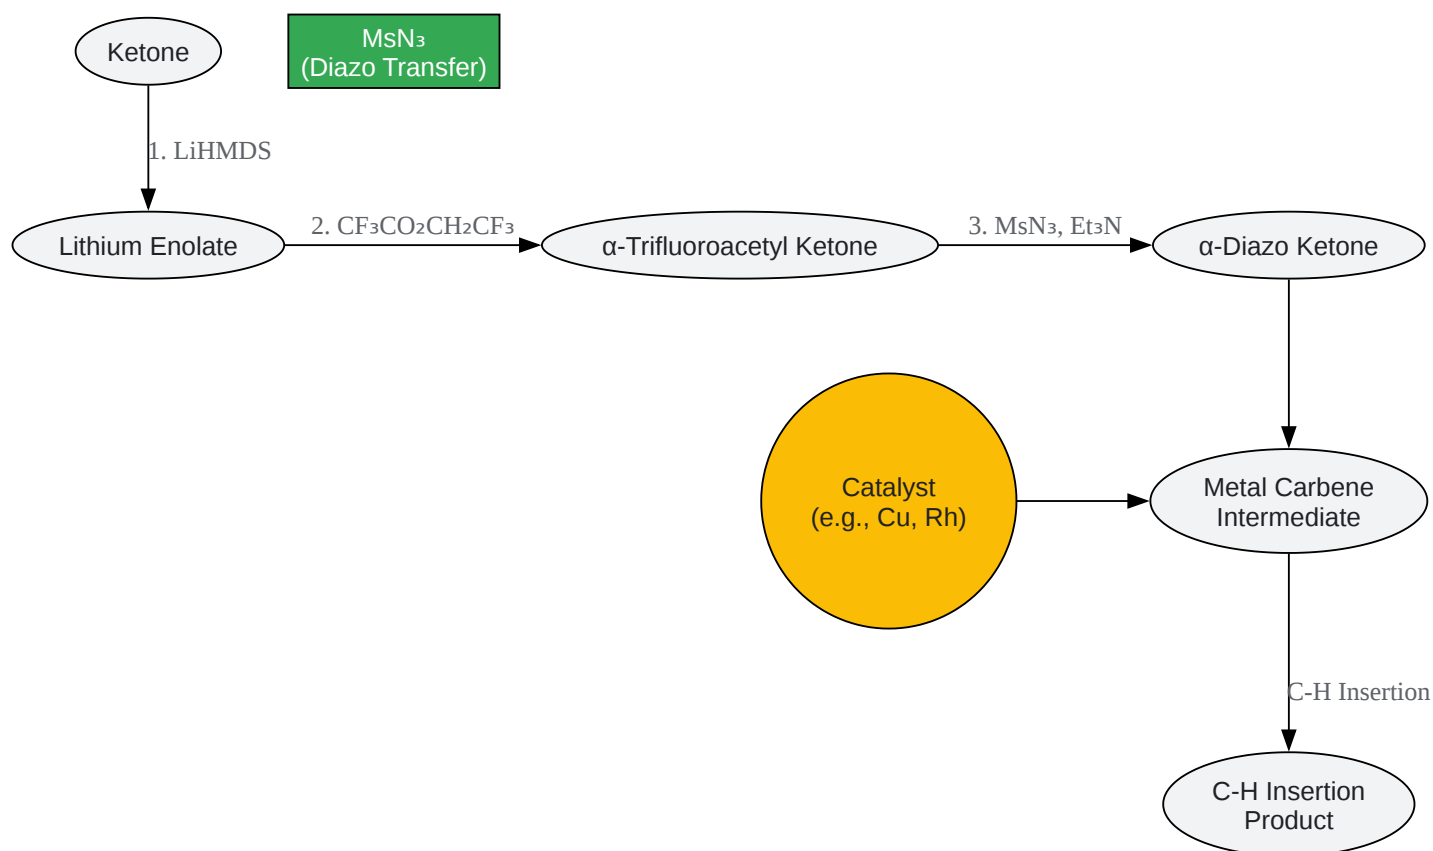 Ketone
MsN₃
(Diazo Transfer)
1. LiHMDS
Lithium Enolate
2. CF₃CO₂CH₂CF₃
α-Trifluoroacetyl Ketone
3. MsN₃, Et₃N
α-Diazo Ketone
Catalyst
(e.g., Cu, Rh)
Metal Carbene
Intermediate
C-H Insertion
C-H Insertion
Product